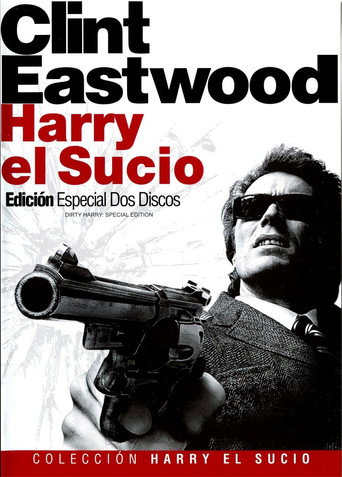 Clint
Eastwood
Harry
el Sucio
Edición Especial Dos Discos
DIRTY HARRY: SPECIAL EDITION
COLECCIÓN HARRY EL SUCIO